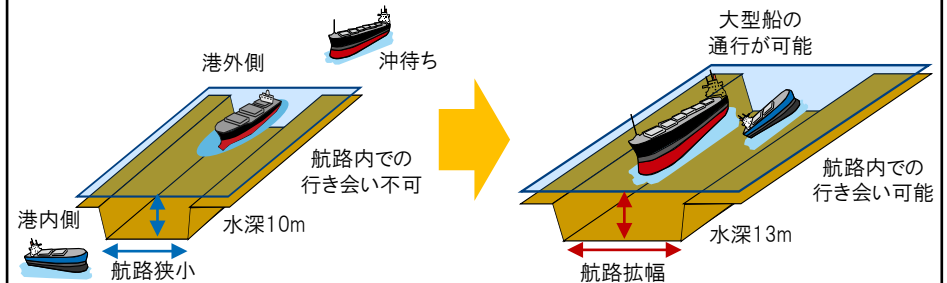 沖待ち
港外側
航路内での
行き会い不可
港内側
水深10m
航路狭小
大型船の
通行が可能
航路内での
行き会い可能
水深13m
航路拡幅